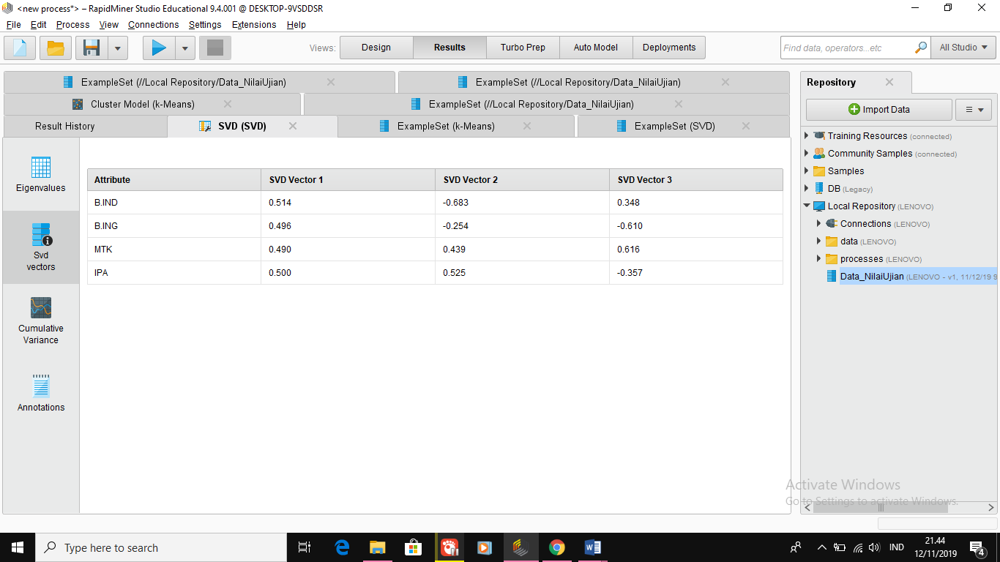 <new process*> – RapidMiner Studio Educational 9.4.001 @ DESKTOP-9VSDDSR
File Edit Process View Connections Settings Extensions Help
Views: Design Results Turbo Prep Auto Model Deployments Find data, operators...etc All Studio
ExampleSet (//Local Repository/Data_NilaiUjian) ExampleSet (//Local Repository/Data_NilaiUjian)
Cluster Model (k-Means) ExampleSet (//Local Repository/Data_NilaiUjian)
Result History SVD (SVD) ExampleSet (k-Means) ExampleSet (SVD)
Eigenvalues
Svd
vectors
Cumulative
Variance
Annotations
Attribute SVD Vector 1 SVD Vector 2 SVD Vector 3
B.IND 0.514 -0.683 0.348
B.ING 0.496 -0.254 -0.610
MTK 0.490 0.439 0.616
IPA 0.500 0.525 -0.357
Repository
Import Data
Training Resources (connected)
Community Samples (connected)
Samples
DB (Legacy)
Local Repository (LENOVO)
Connections (LENOVO)
data (LENOVO)
processes (LENOVO)
Data_NilaiUjian (LENOVO - v1, 11/12/19 9
Activate Windows
Go to Settings to activate Windows.
Type here to search
IND
21.44
12/11/2019
4